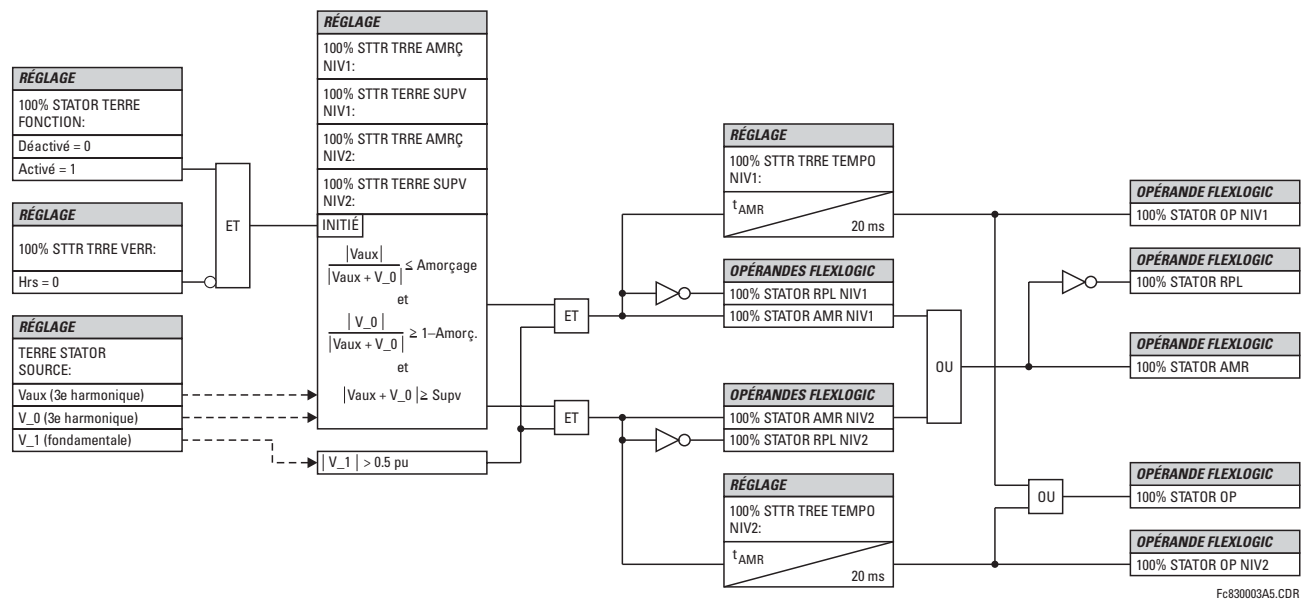 RÉGLAGE
100% STATOR TERRE
FONCTION:
Déactivé = 0
Activé = 1
RÉGLAGE
100% STTR TRRE VERR:
Hrs = 0
RÉGLAGE
TERRE STATOR
SOURCE:
Vaux (3e harmonique)
V_0 (3e harmonique)
V_1 (fondamentale)
ET
RÉGLAGE
100% STTR TRRE AMRÇ
NIV1:
100% STTR TERRE SUPV
NIV1:
100% STTR TRRE AMRÇ
NIV2:
100% STTR TERRE SUPV
NIV2:
INITIÉ
|Vaux|
|Vaux + V_0| ≤ Amorçage
et
| V_0 |
|Vaux + V_0| ≥ 1–Amorç.
et
|Vaux + V_0 | ≥ Supv
| V_1 | > 0.5 pu
ET
ET
RÉGLAGE
100% STTR TRRE TEMPO
NIV1:
tAMR
20 ms
OPÉRANDES FLEXLOGIC
100% STATOR RPL NIV1
100% STATOR AMR NIV1
OPÉRANDES FLEXLOGIC
100% STATOR AMR NIV2
100% STATOR RPL NIV2
RÉGLAGE
100% STTR TREE TEMPO
NIV2:
tAMR
20 ms
OU
OU
OPÉRANDE FLEXLOGIC
100% STATOR OP NIV1
OPÉRANDE FLEXLOGIC
100% STATOR RPL
OPÉRANDE FLEXLOGIC
100% STATOR AMR
OPÉRANDE FLEXLOGIC
100% STATOR OP
OPÉRANDE FLEXLOGIC
100% STATOR OP NIV2
Fc830003A5.CDR